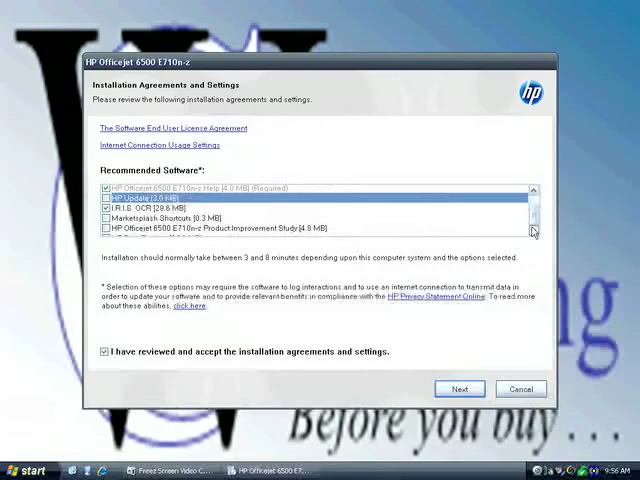 HP Officejet 6500 E710n-z
Installation Agreements and Settings
Please review the following installation agreements and settings.
hp
The Software End User License Agreement
Internet Connection Usage Settings
Recommended Software*:
HP Officejet 6500 E710n-z Help [4.0 MB] (Required)
HP Update [3.0 MB]
I.R.I.S. OCR [29.6 MB]
Marketsplash Shortcuts [0.3 MB]
HP Officejet 6500 E710n-z Product Improvement Study [4.8 MB]
Installation should normally take between 3 and 8 minutes depending upon this computer system and the options selected.
* Selection of these options may require the software to log interactions and to use an internet connection to transmit data in
order to update your software and to provide relevant benefits in compliance with the HP Privacy Statement Online. To read more
about these abilities, click here.
I have reviewed and accept the installation agreements and settings.
Next
Cancel
ng
Before you buy . . .
start
Freez Screen Video C...
HP Officejet 6500 E7...
9:56 AM